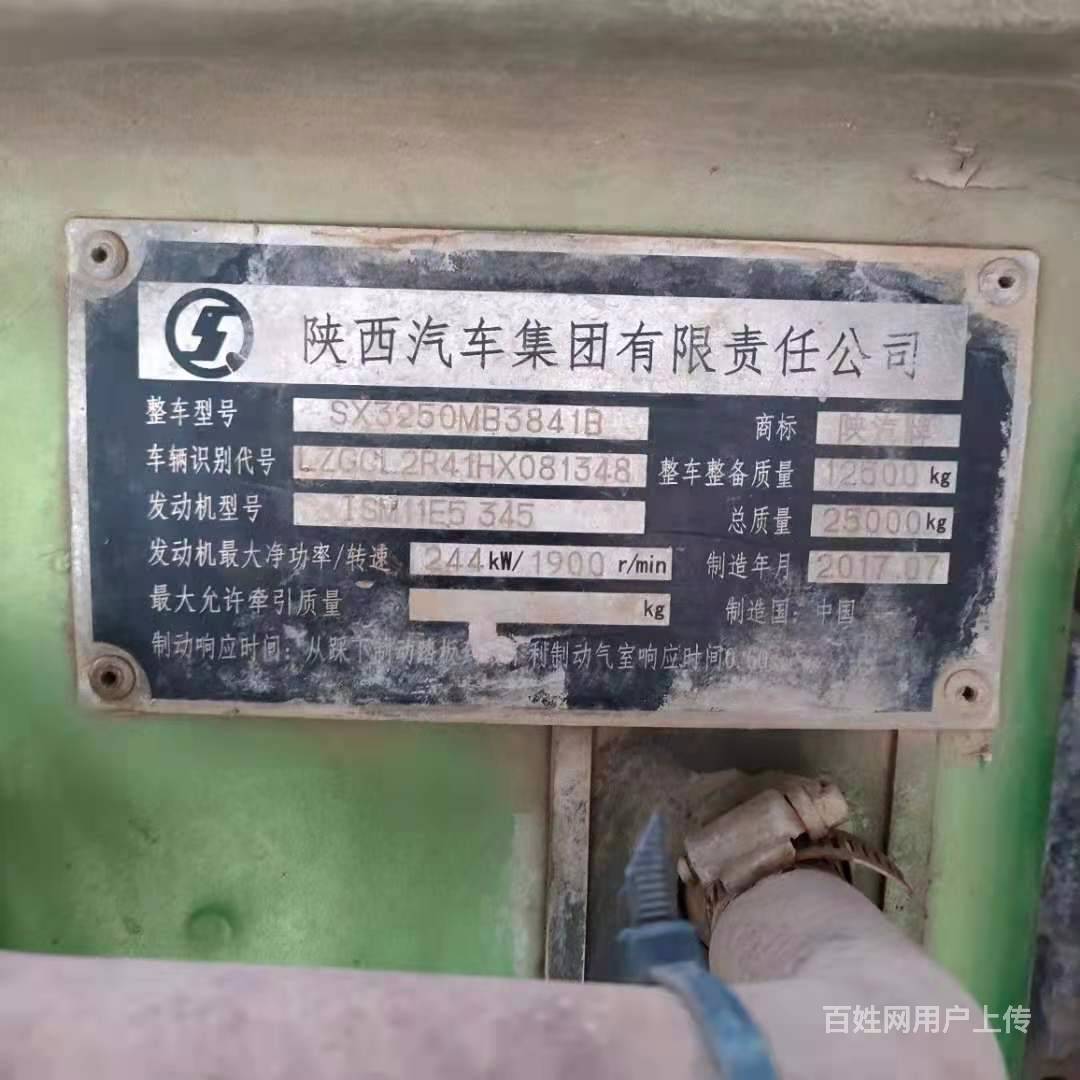 陕西汽车集团有限责任公司
整车型号 SX3250MB3841B 商标 陕汽牌
车辆识别代号 LZGCL2R41HX081348 整车整备质量 12500 kg
发动机型号 ISM11E5 345 总质量 25000 kg
发动机最大净功率/转速 244 kW/ 1900 r/min 制造年月 2017.07
最大允许牵引质量 kg 制造国：中国
制动响应时间：从踩下制动踏板 不利制动气室响应时间0.60
百姓网用户上传